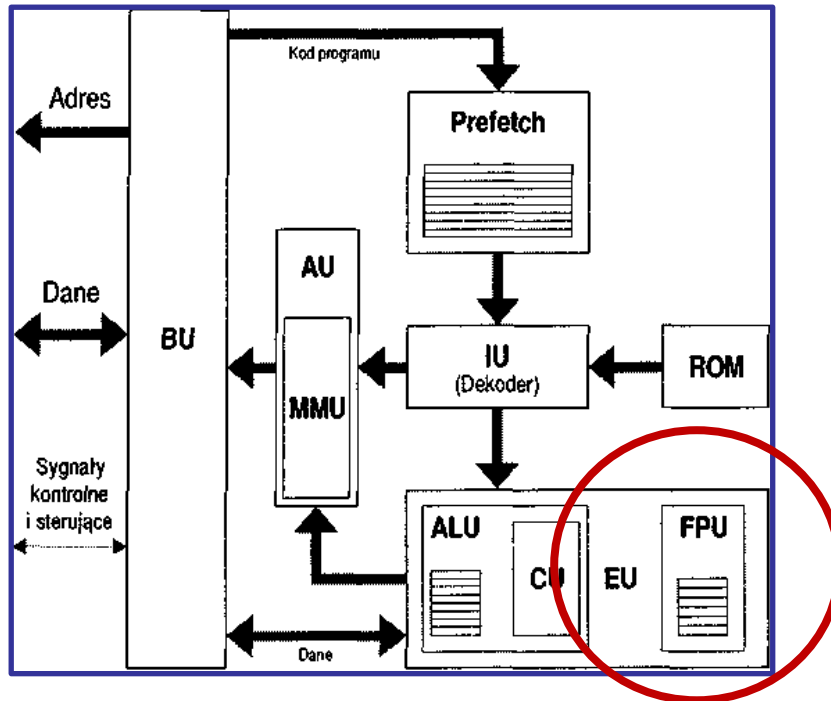 Kod programu
Adres
Prefetch
AU
Dane
BU
IU
(Dekoder)
ROM
MMU
Sygnały
kontrolne
i sterujące
ALU
CU
EU
FPU
Dane